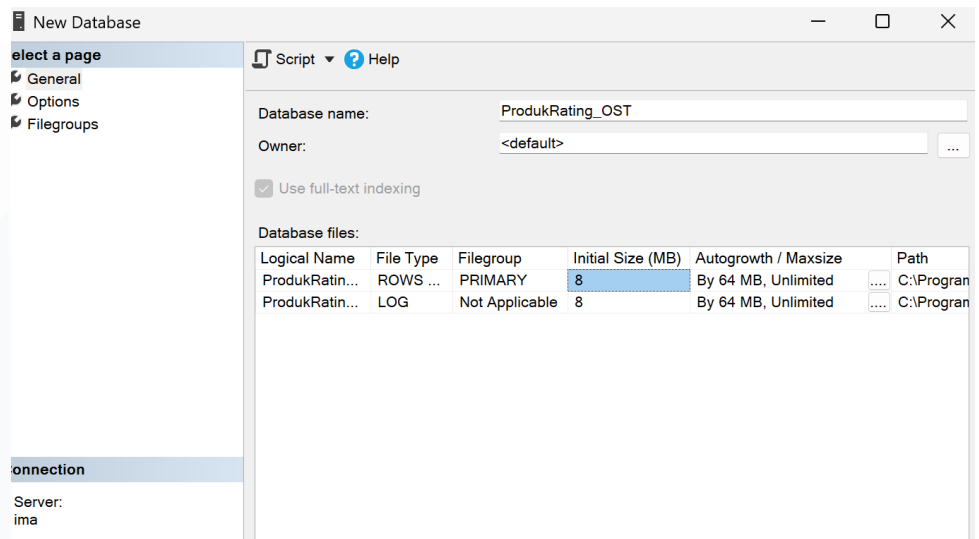 New Database
elect a page
General
Options
Filegroups
Script Help
Database name: ProdukRating_OST
Owner: <default> ...
Use full-text indexing
Database files:
Logical Name File Type Filegroup Initial Size (MB) Autogrowth / Maxsize Path
ProdukRatin... ROWS ... PRIMARY 8 By 64 MB, Unlimited .... C:\Program
ProdukRatin... LOG Not Applicable 8 By 64 MB, Unlimited .... C:\Program
onnection
Server:
ima